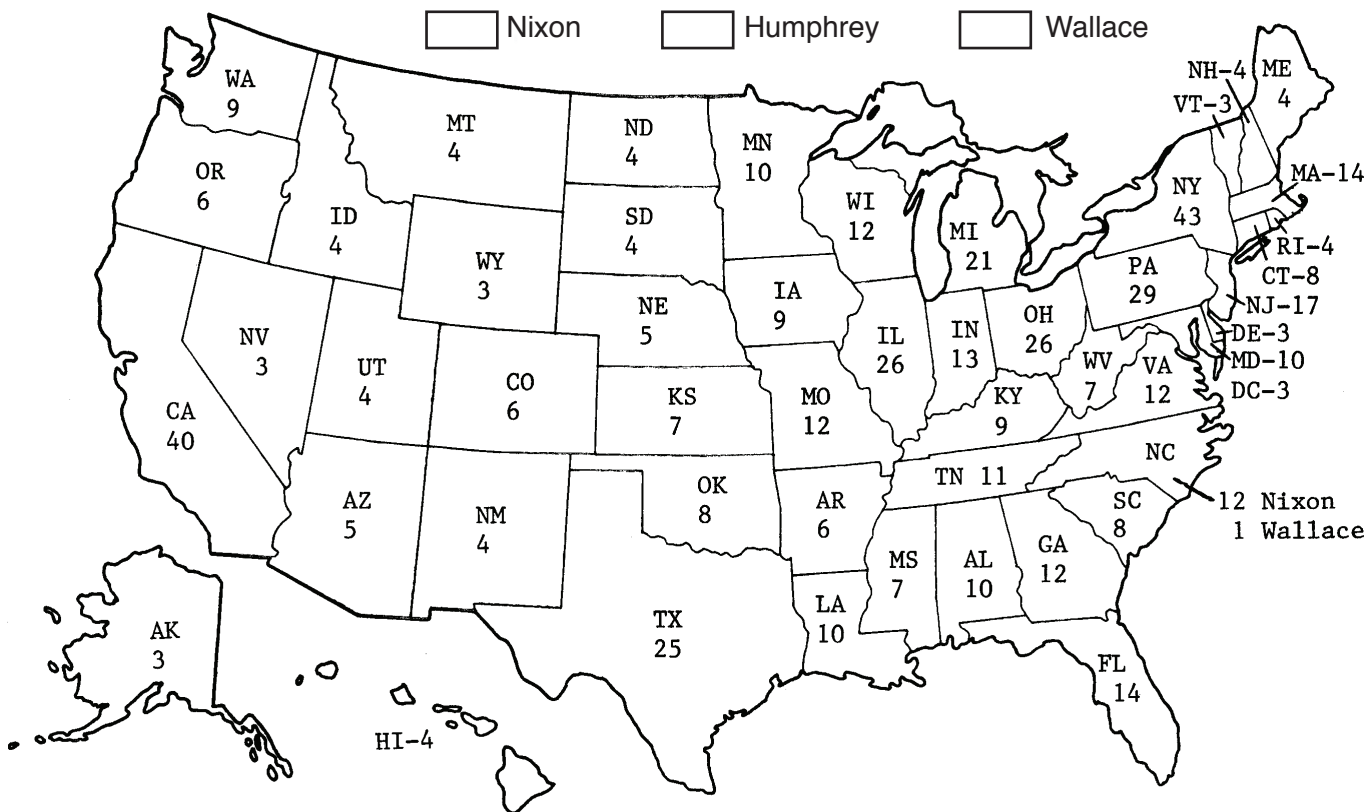 Nixon Humphrey Wallace
WA
9
OR
6
CA
40
NV
3
ID
4
MT
4
WY
3
UT
4
AZ
5
CO
6
NM
4
ND
4
SD
4
NE
5
KS
7
OK
8
TX
25
MN
10
IA
9
MO
12
AR
6
LA
10
WI
12
IL
26
MI
21
IN
13
OH
26
KY
9
TN 11
MS
7
AL
10
GA
12
FL
14
SC
8
NC
12 Nixon
1 Wallace
VA
12
WV
7
PA
29
NY
43
VT-3
NH-4
ME
4
MA-14
RI-4
CT-8
NJ-17
DE-3
MD-10
DC-3
AK
3
HI-4